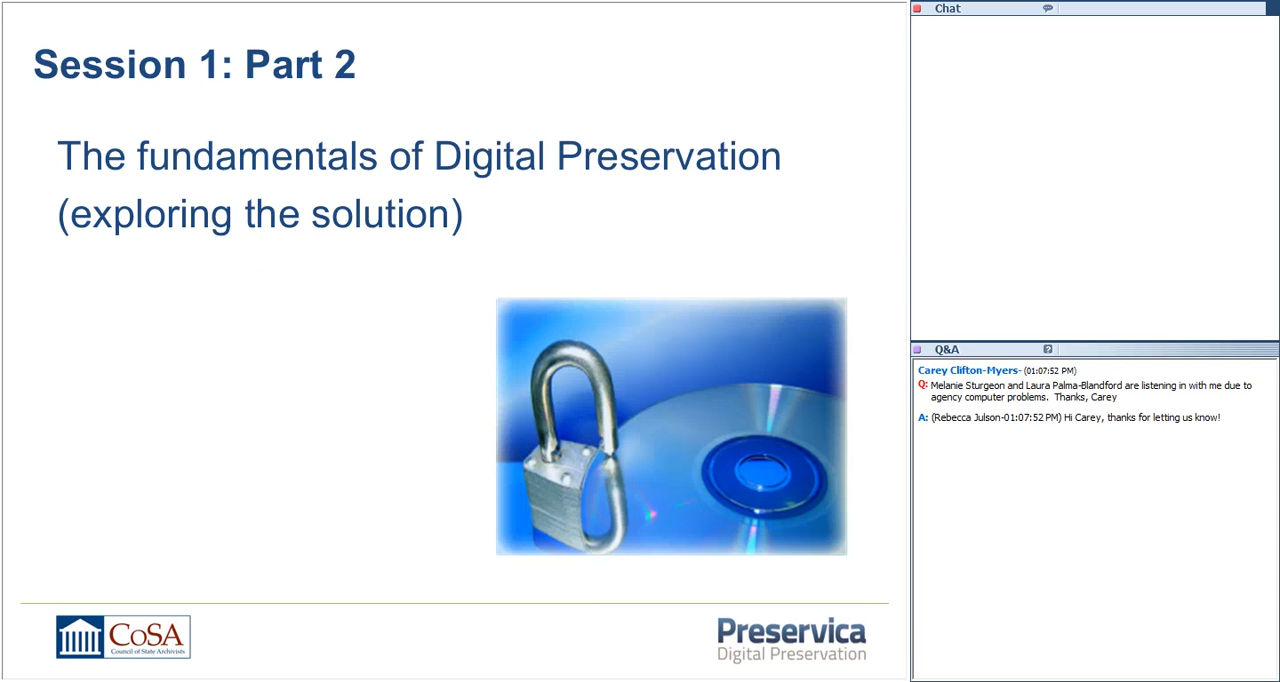 Session 1: Part 2
The fundamentals of Digital Preservation
(exploring the solution)
CoSA
Council of State Archivists
Preservica
Digital Preservation
Chat
Q&A
Carey Clifton-Myers- (01:07:52 PM)
Q: Melanie Sturgeon and Laura Palma-Blandford are listening in with me due to
agency computer problems. Thanks, Carey
A: (Rebecca Julson-01:07:52 PM) Hi Carey, thanks for letting us know!